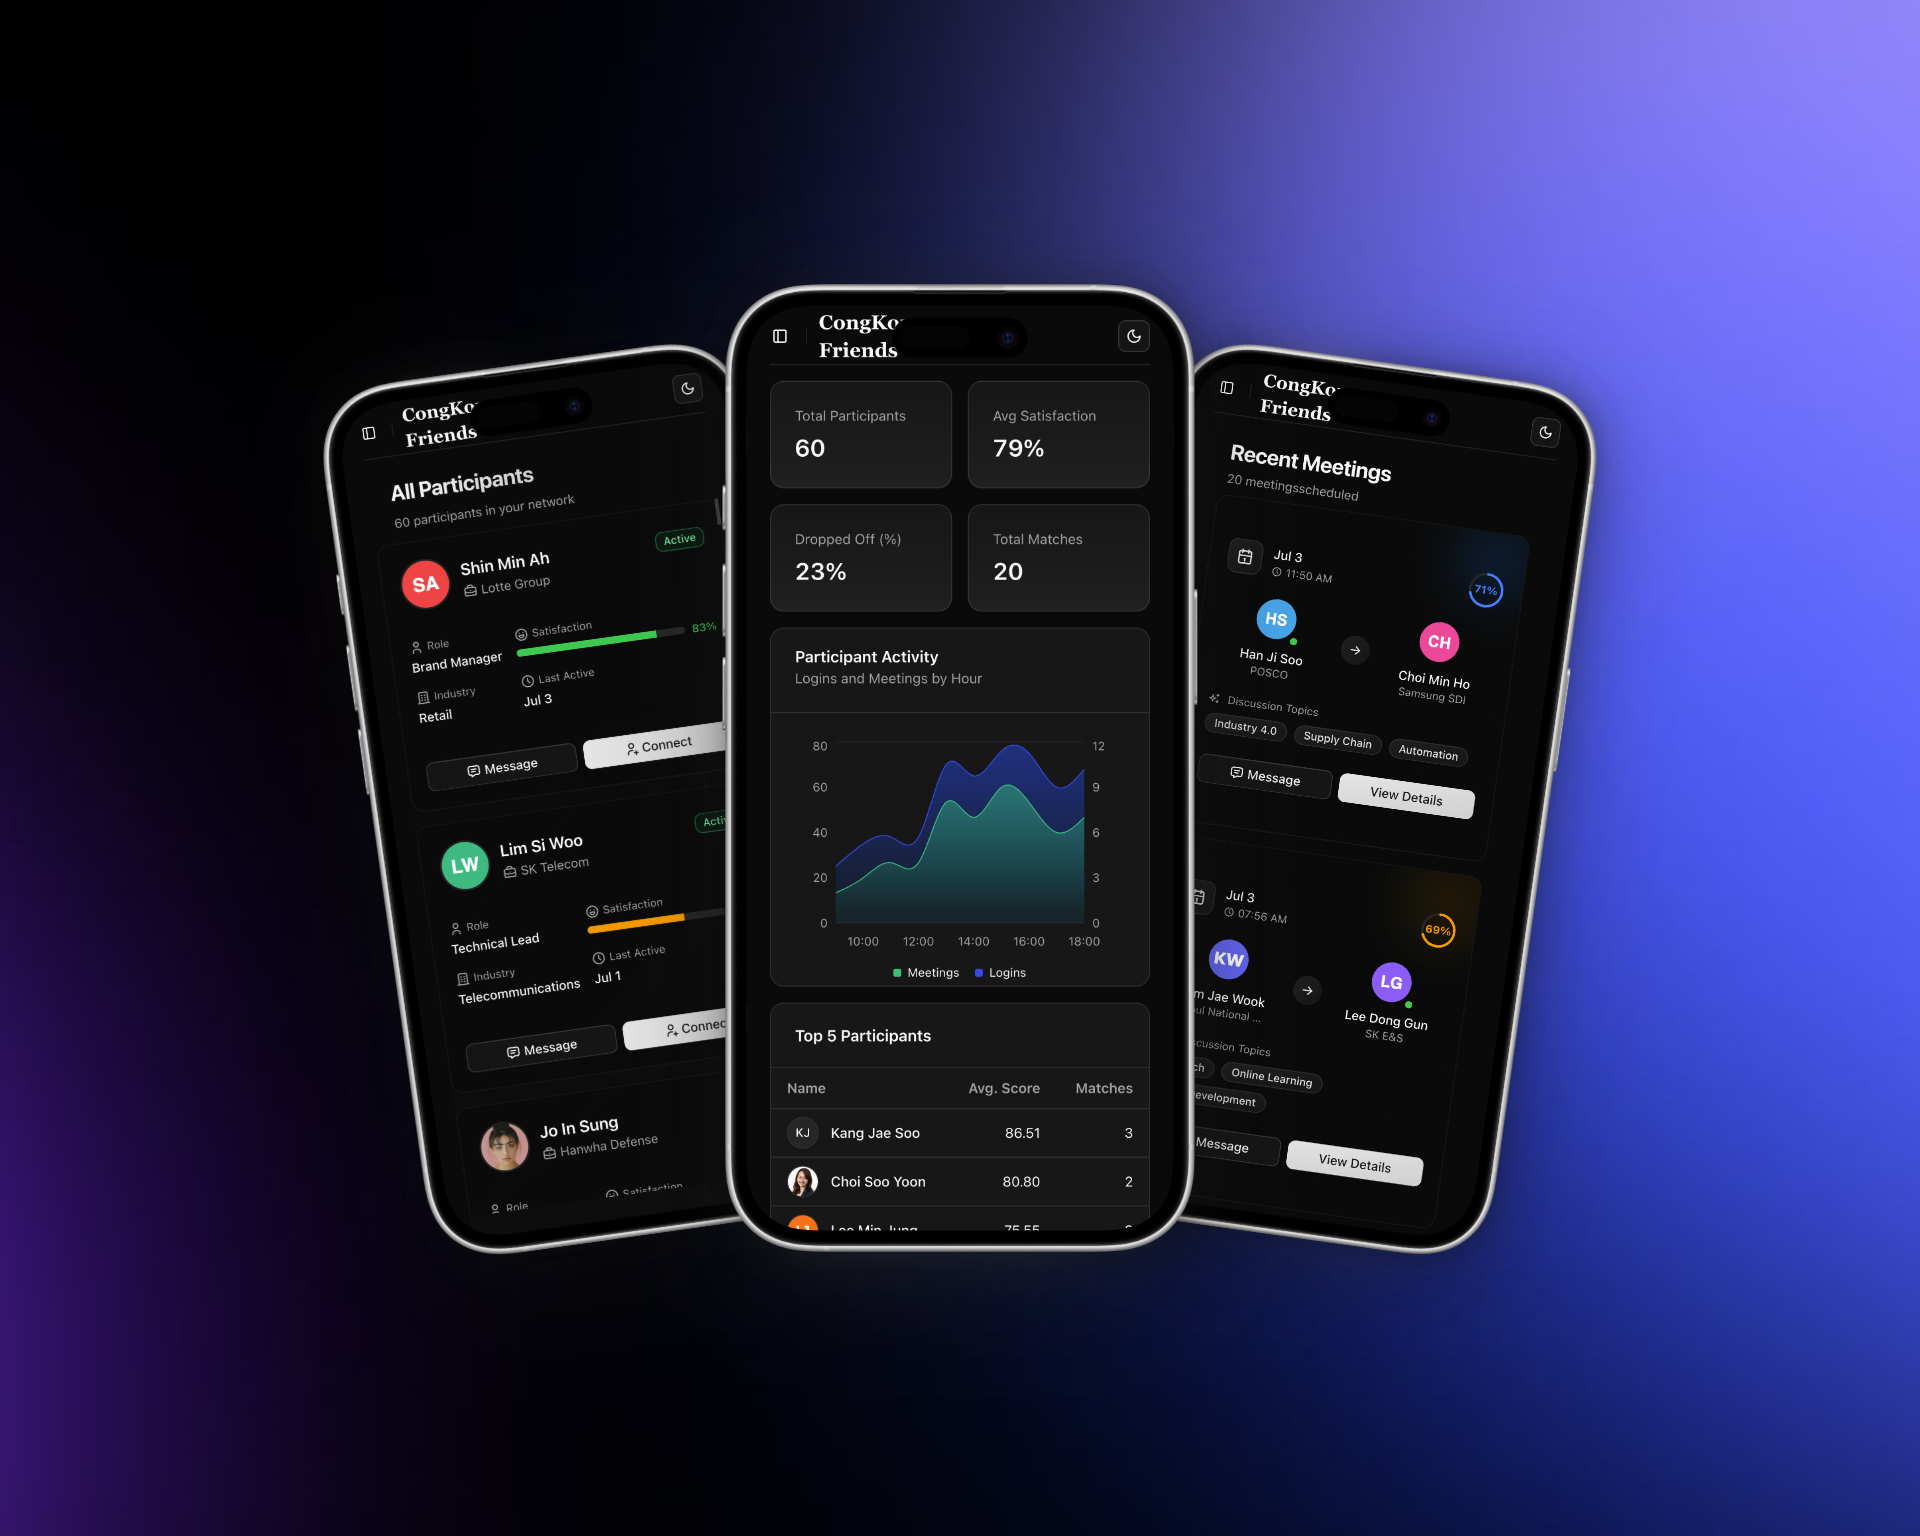 CongKo
Friends
All Participants
60 participants in your network
SA
Shin Min Ah
Lotte Group
Active
Role
Brand Manager
Satisfaction
83%
Industry
Retail
Last Active
Jul 3
Message
Connect
LW
Lim Si Woo
SK Telecom
Role
Technical Lead
Satisfaction
Industry
Telecommunications
Last Active
Jul 1
Message
Connec
Jo In Sung
Hanwha Defense
Role
Satisfaction
CongKo
Friends
Total Participants
60
Avg Satisfaction
79%
Dropped Off (%)
23%
Total Matches
20
Participant Activity
Logins and Meetings by Hour
80
60
40
20
0
12
9
6
3
0
10:00 12:00 14:00 16:00 18:00
Meetings Logins
Top 5 Participants
Name Avg. Score Matches
KJ Kang Jae Soo 86.51 3
Choi Soo Yoon 80.80 2
Lee Min Jung 75.55
CongKo
Friends
Recent Meetings
20 meetingsscheduled
Jul 3
11:50 AM
71%
HS
Han Ji Soo
POSCO
CH
Choi Min Ho
Samsung SDI
Discussion Topics
Industry 4.0 Supply Chain Automation
Message
View Details
Jul 3
07:56 AM
69%
KW
m Jae Wook
ul National ...
LG
Lee Dong Gun
SK E&S
scussion Topics
ch Online Learning
evelopment
Message
View Details